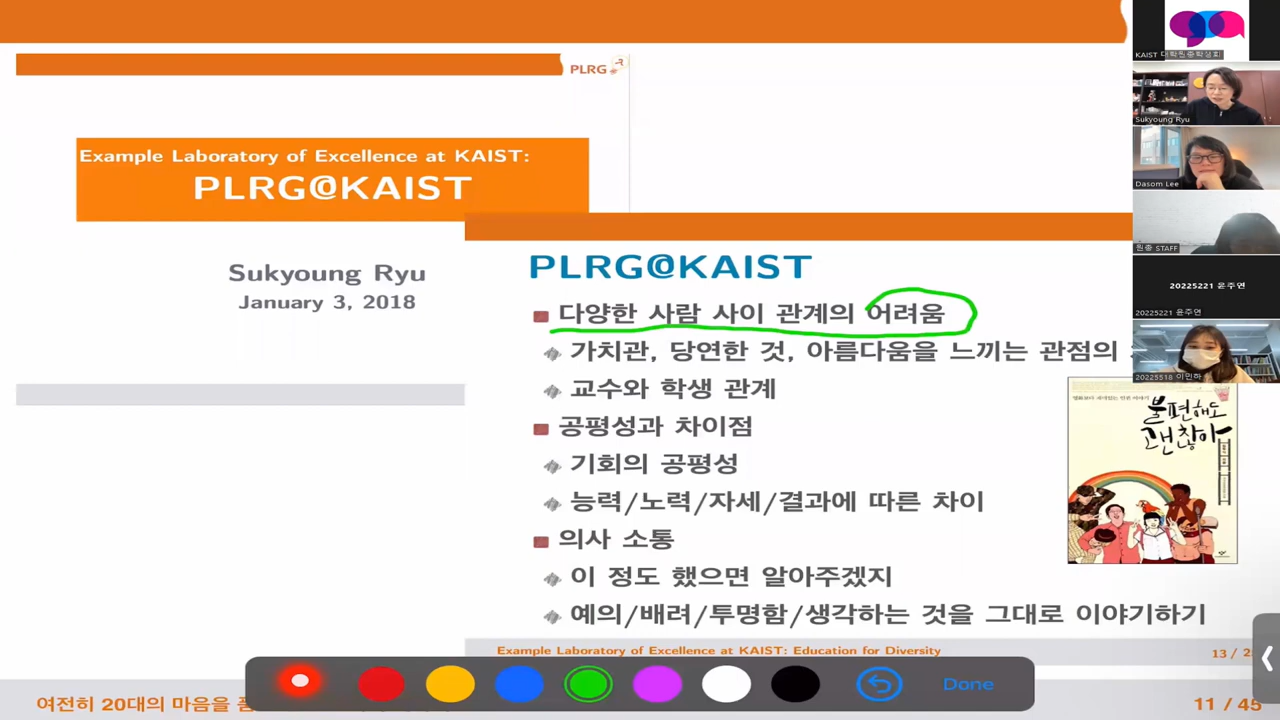 PLRG
Example Laboratory of Excellence at KAIST:
PLRG@KAIST
Sukyoung Ryu
January 3, 2018
PLRG@KAIST
다양한 사람 사이 관계의 어려움
가치관, 당연한 것, 아름다움을 느끼는 관점의
교수와 학생 관계
공평성과 차이점
기회의 공평성
능력/노력/자세/결과에 따른 차이
의사 소통
이 정도 했으면 알아주겠지
예의/배려/투명함/생각하는 것을 그대로 이야기하기
불편해도
괜찮아
Example Laboratory of Excellence at KAIST: Education for Diversity
13 /
여전히 20대의 마음을
11 / 45
Done
KAIST 대학원총학생회
Sukyoung Ryu
Dasom Lee
원총 STAFF
20225221 윤주연
20225221 윤주연
20225518 이민하